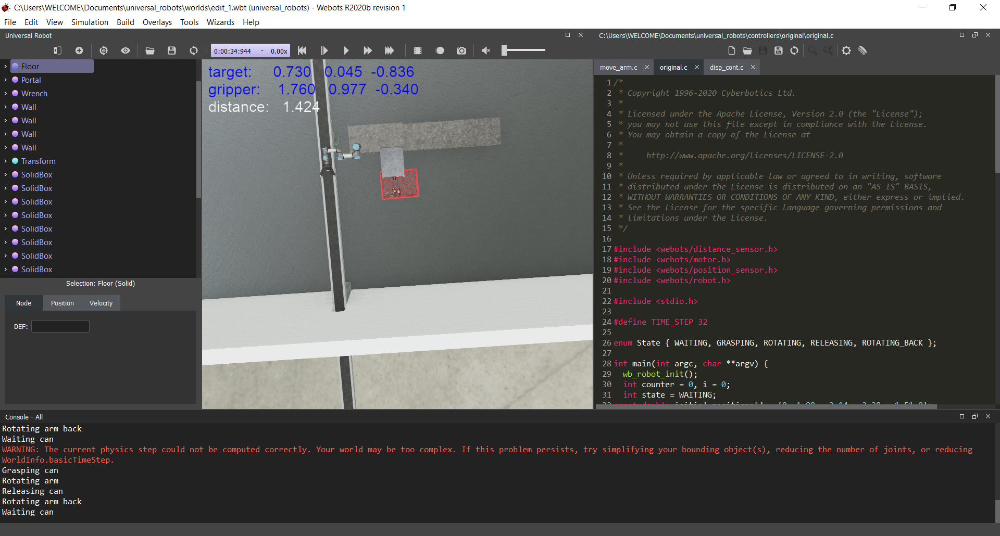 C:\Users\WELCOME\Documents\universal_robots\worlds\edit_1.wbt (universal_robots) - Webots R2020b revision 1
File Edit View Simulation Build Overlays Tools Wizards Help
Universal Robot
0:00:34:944 - 0.00x
Floor
Portal
Wrench
Wall
Wall
Wall
Wall
Transform
SolidBox
SolidBox
SolidBox
SolidBox
SolidBox
SolidBox
SolidBox
SolidBox
Selection: Floor (Solid)
Node Position Velocity
DEF:
target: 0.730 0.045 -0.836
gripper: 1.760 0.977 -0.340
distance: 1.424
C:\Users\WELCOME\Documents\universal_robots\controllers\original\original.c
move_arm.c original.c disp_cont.c
1 /*
2 * Copyright 1996-2020 Cyberbotics Ltd.
3 *
4 * Licensed under the Apache License, Version 2.0 (the "License");
5 * you may not use this file except in compliance with the License.
6 * You may obtain a copy of the License at
7 *
8 * http://www.apache.org/licenses/LICENSE-2.0
9 *
10 * Unless required by applicable law or agreed to in writing, software
11 * distributed under the License is distributed on an "AS IS" BASIS,
12 * WITHOUT WARRANTIES OR CONDITIONS OF ANY KIND, either express or implied.
13 * See the License for the specific language governing permissions and
14 * limitations under the License.
15 */
16
17 #include <webots/distance_sensor.h>
18 #include <webots/motor.h>
19 #include <webots/position_sensor.h>
20 #include <webots/robot.h>
21
22 #include <stdio.h>
23
24 #define TIME_STEP 32
25
26 enum State { WAITING, GRASPING, ROTATING, RELEASING, ROTATING_BACK };
27
28 int main(int argc, char **argv) {
29 wb_robot_init();
30 int counter = 0, i = 0;
31 int state = WAITING;
Console - All
Rotating arm back
Waiting can
WARNING: The current physics step could not be computed correctly. Your world may be too complex. If this problem persists, try simplifying your bounding object(s), reducing the number of joints, or reducing
WorldInfo.basicTimeStep.
Grasping can
Rotating arm
Releasing can
Rotating arm back
Waiting can